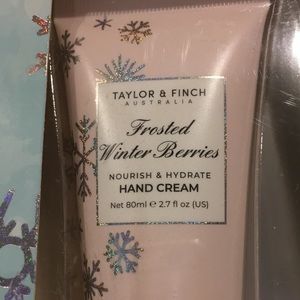 TAYLOR & FINCH
AUSTRALIA
Frosted
Winter Berries
NOURISH & HYDRATE
HAND CREAM
Net 80ml ℮ 2.7 fl oz (US)